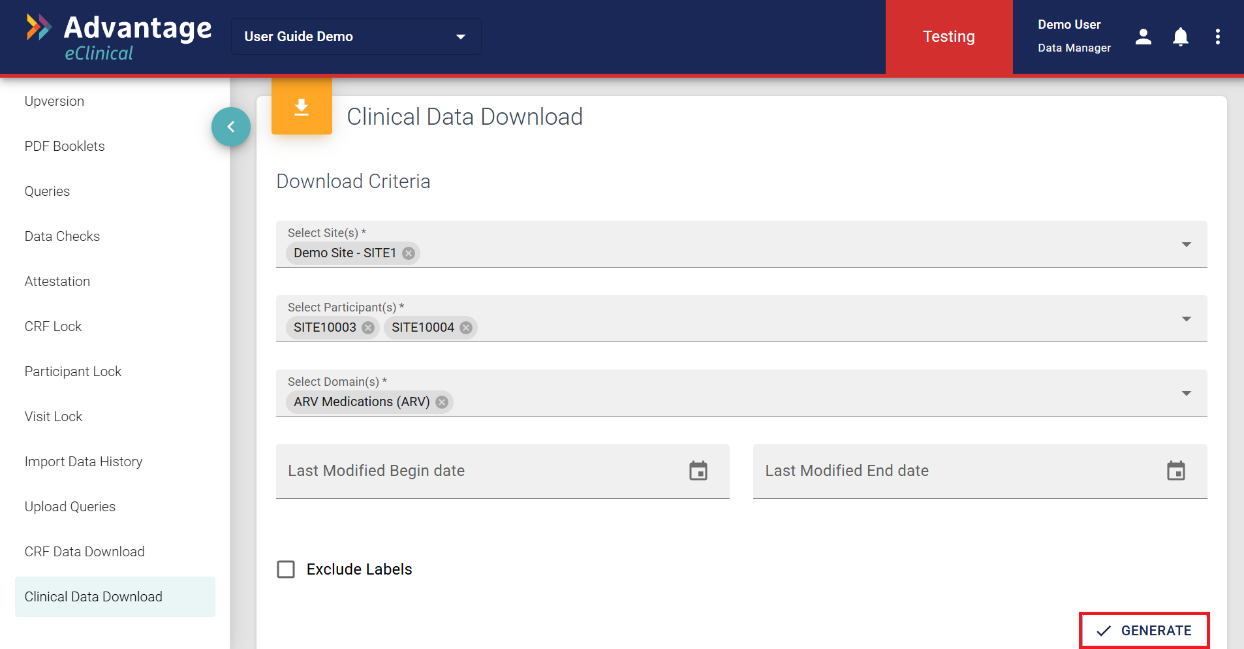 Advantage
eClinical
User Guide Demo
Testing
Demo User
Data Manager
Upversion
PDF Booklets
Queries
Data Checks
Attestation
CRF Lock
Participant Lock
Visit Lock
Import Data History
Upload Queries
CRF Data Download
Clinical Data Download
Clinical Data Download
Download Criteria
Select Site(s) *
Demo Site - SITE1
Select Participant(s) *
SITE10003 SITE10004
Select Domain(s) *
ARV Medications (ARV)
Last Modified Begin date Last Modified End date
Exclude Labels
GENERATE